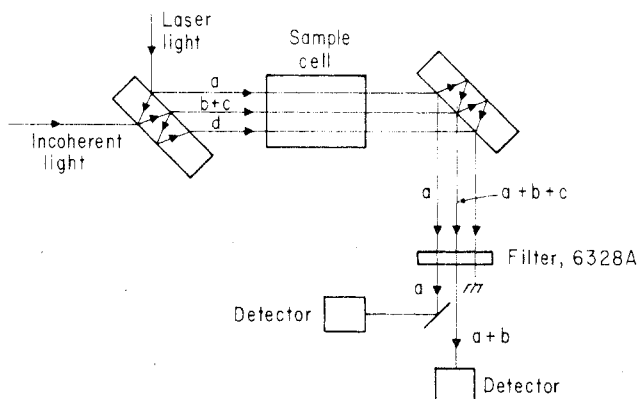 Laser
light
Sample
cell
a
b+c
d
Incoherent
light
a
a+b+c
Filter, 6328A
a
Detector
a+b
Detector